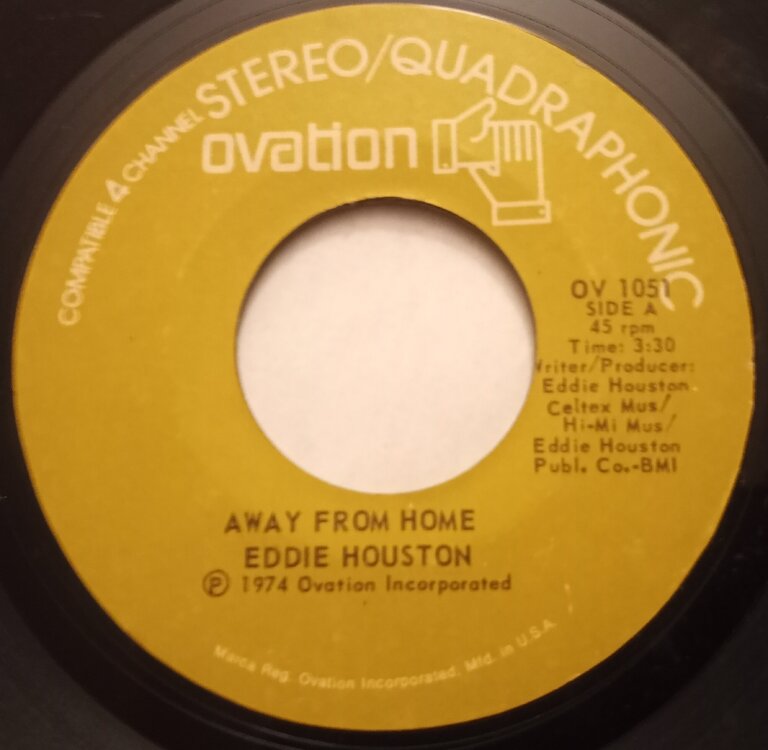 COMPATIBLE 4 CHANNEL STEREO/QUADRAPHONIC
ovation
OV 1051
SIDE A
45 rpm
Time: 3:30
Writer/Producer:
Eddie Houston
Celtex Mus/
Hi-Mi Mus/
Eddie Houston
Publ. Co.-BMI
AWAY FROM HOME
EDDIE HOUSTON
℗ 1974 Ovation Incorporated
Marca Reg. Ovation Incorporated. Mfd. in U.S.A.